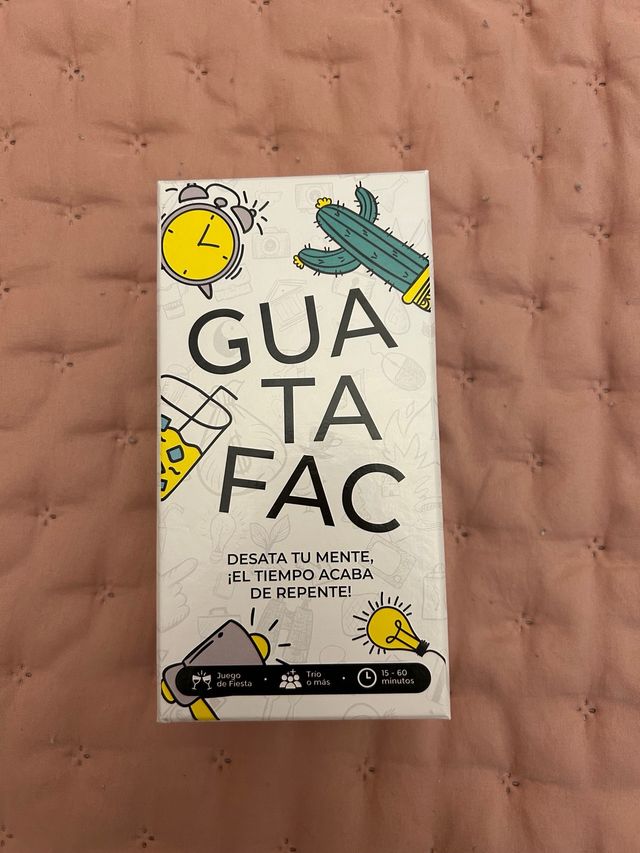 GUA
TA
FAC
DESATA TU MENTE,
¡EL TIEMPO ACABA
DE REPENTE!
Juego
de Fiesta
Trío
o más
15 - 60
minutos